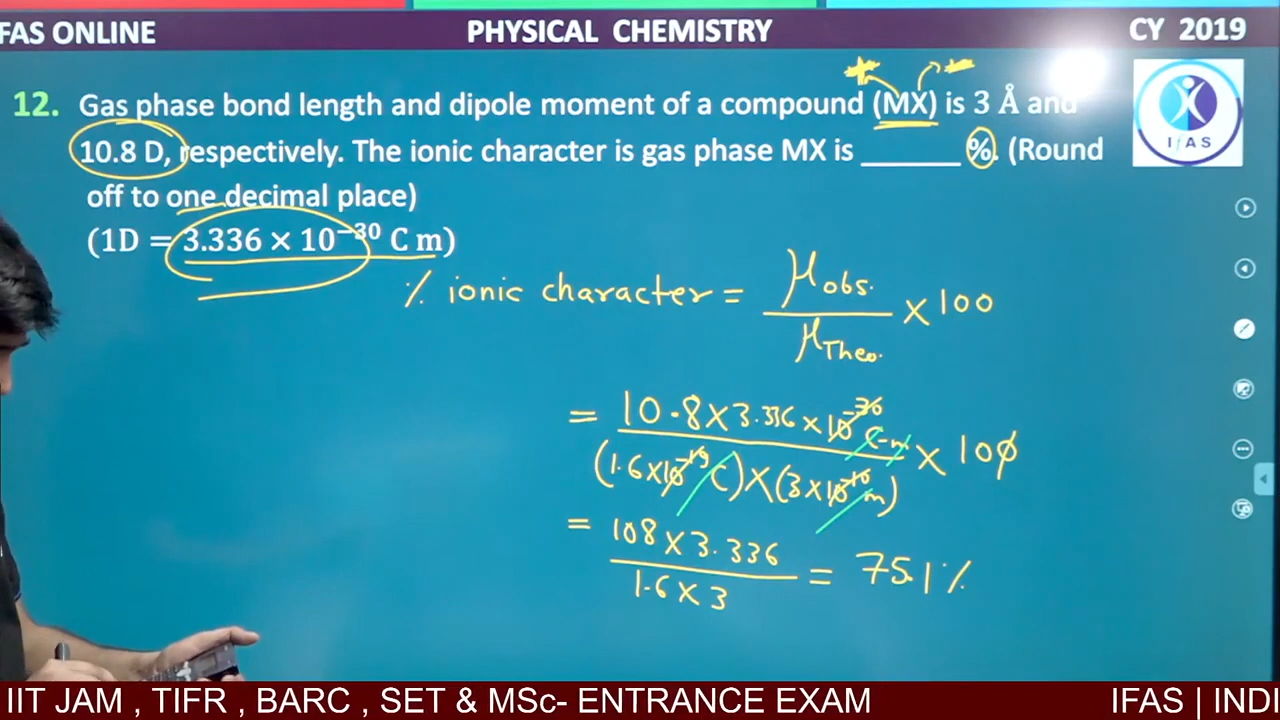 FAS ONLINE
PHYSICAL CHEMISTRY
CY 2019
12. Gas phase bond length and dipole moment of a compound (MX) is 3 Å and
10.8 D, respectively. The ionic character is gas phase MX is ______ %. (Round
off to one decimal place)
(1D = 3.336 × 10⁻³⁰ C m)
IFAS
% ionic character = μobs. / μTheo. × 100
= 10.8 × 3.336 × 10⁻³⁰ C-m / (1.6 × 10⁻¹⁹ C) × (3 × 10⁻¹⁰ m) × 100
= 108 × 3.336 / 1.6 × 3 = 75.1 %
IIT JAM , TIFR , BARC , SET & MSc- ENTRANCE EXAM
IFAS | INDI